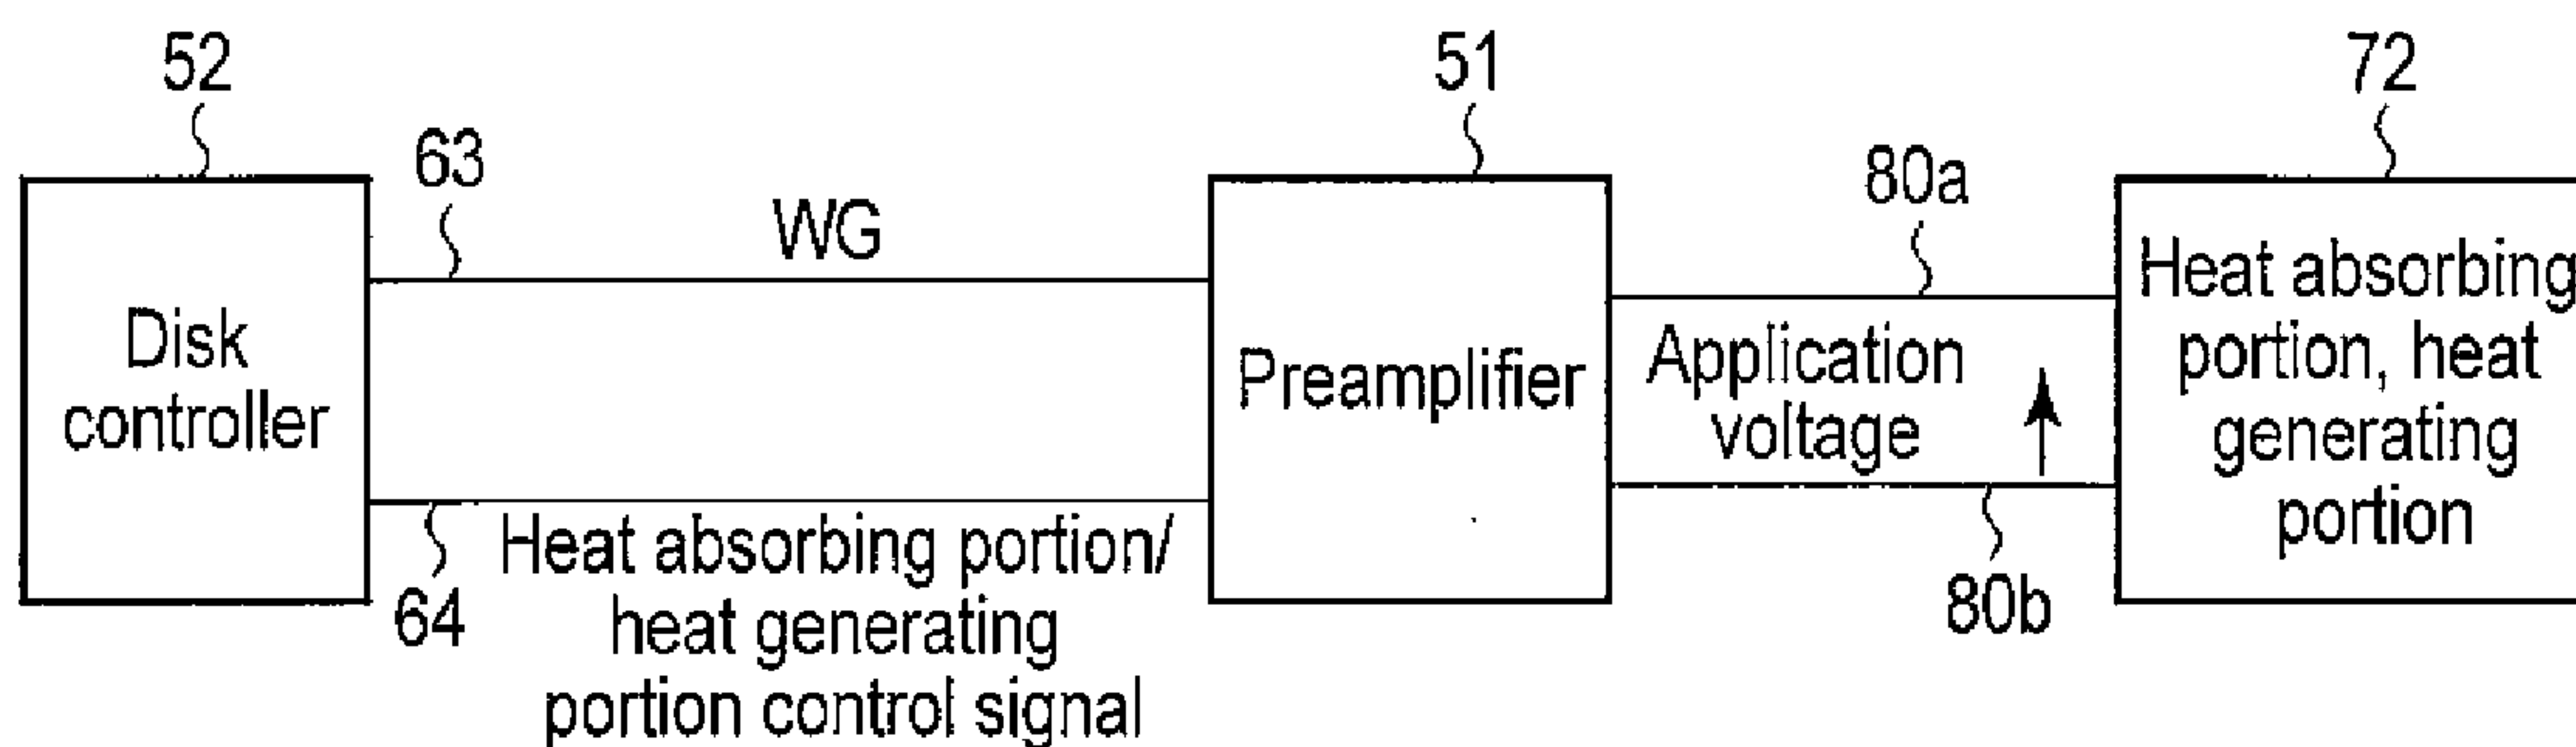 52
51
72
63
WG
80a
Disk
controller
Preamplifier
Application
voltage
Heat absorbing
portion, heat
generating
portion
64
Heat absorbing portion/
heat generating
portion control signal
80b